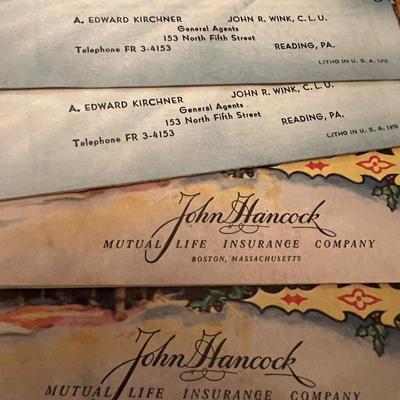 A. EDWARD KIRCHNER JOHN R. WINK, C.L.U.
General Agents
153 North Fifth Street
Telephone FR 3-4153 READING, PA.
LITHO IN U. S. A.
A. EDWARD KIRCHNER JOHN R. WINK, C.L.U.
General Agents
153 North Fifth Street
Telephone FR 3-4153 READING, PA.
LITHO IN U. S. A.
John Hancock
MUTUAL LIFE INSURANCE COMPANY
BOSTON, MASSACHUSETTS
John Hancock
MUTUAL LIFE INSURANCE COMPANY